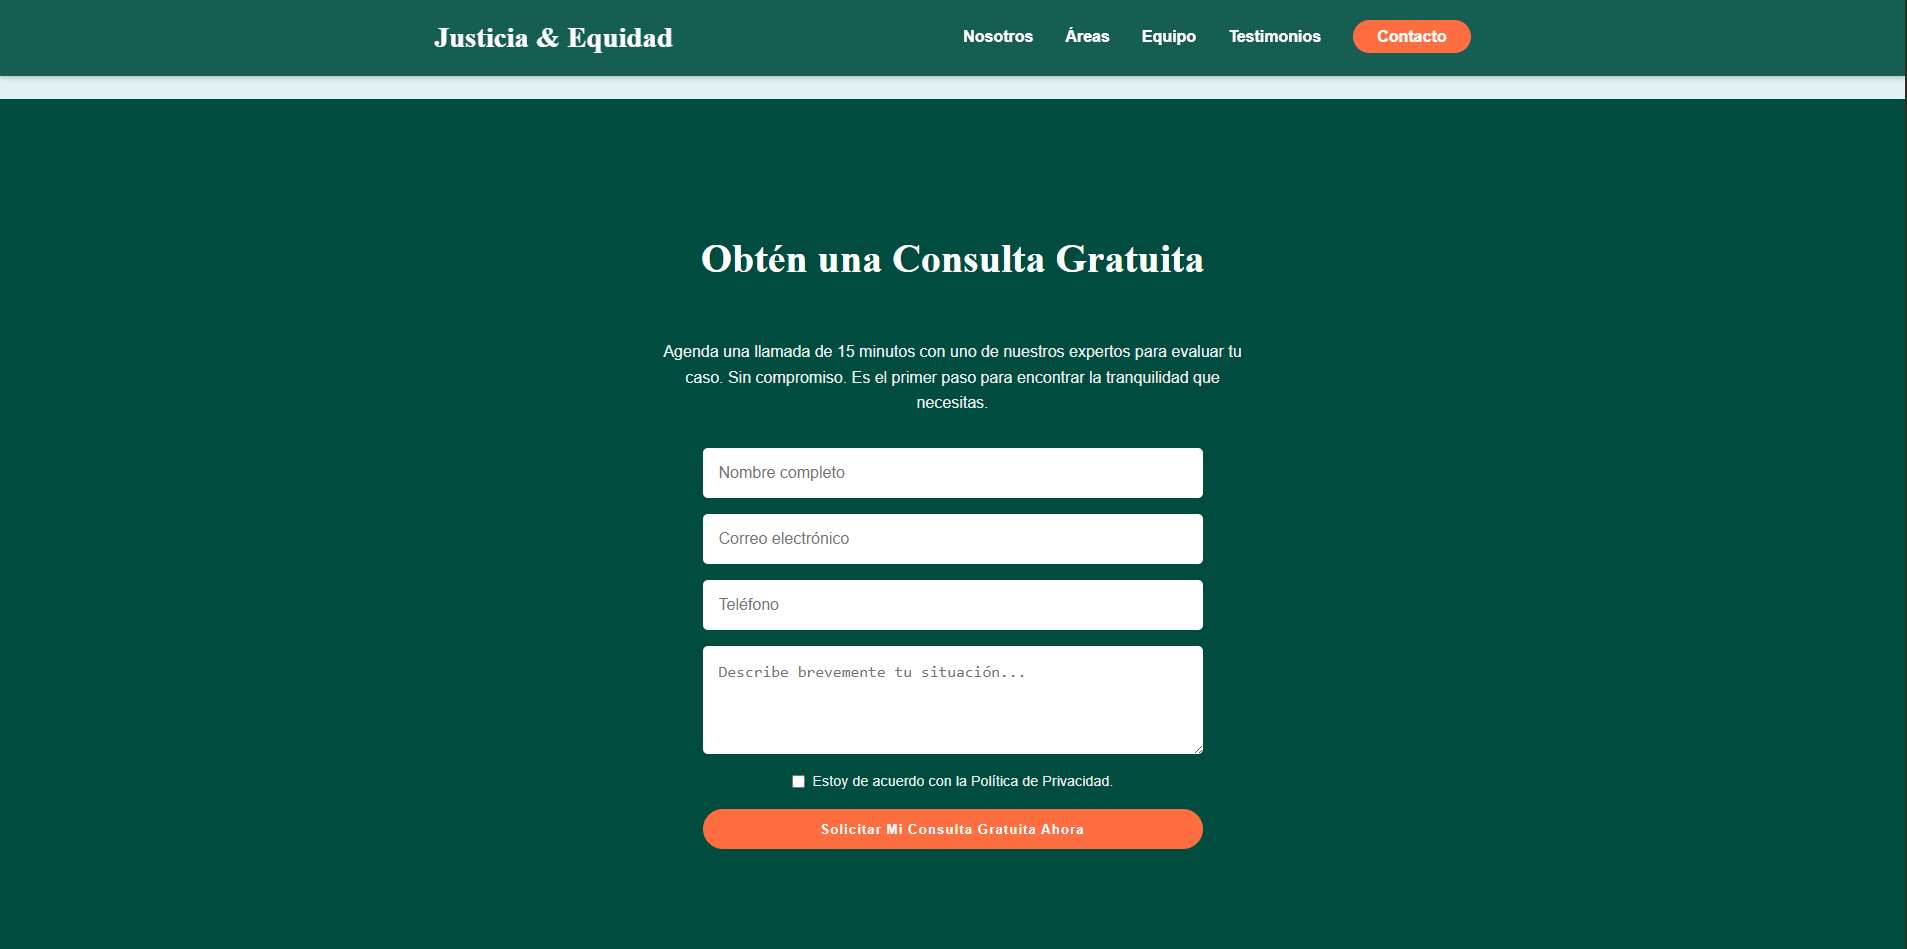 Justicia & Equidad
Nosotros
Áreas
Equipo
Testimonios
Contacto
Obtén una Consulta Gratuita
Agenda una llamada de 15 minutos con uno de nuestros expertos para evaluar tu
caso. Sin compromiso. Es el primer paso para encontrar la tranquilidad que
necesitas.
Nombre completo
Correo electrónico
Teléfono
Describe brevemente tu situación...
Estoy de acuerdo con la Política de Privacidad.
Solicitar Mi Consulta Gratuita Ahora